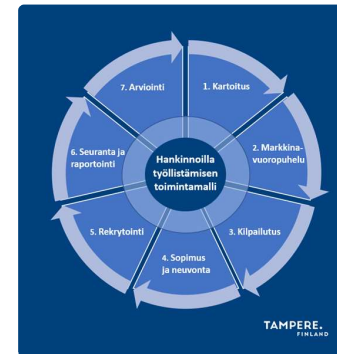 Hankinnoilla
työllistämisen
toimintamalli
1. Kartoitus
2. Markkina-
vuoropuhelu
3. Kilpailutus
4. Sopimus
ja neuvonta
5. Rekrytointi
6. Seuranta ja
raportointi
7. Arviointi
TAMPERE.
FINLAND